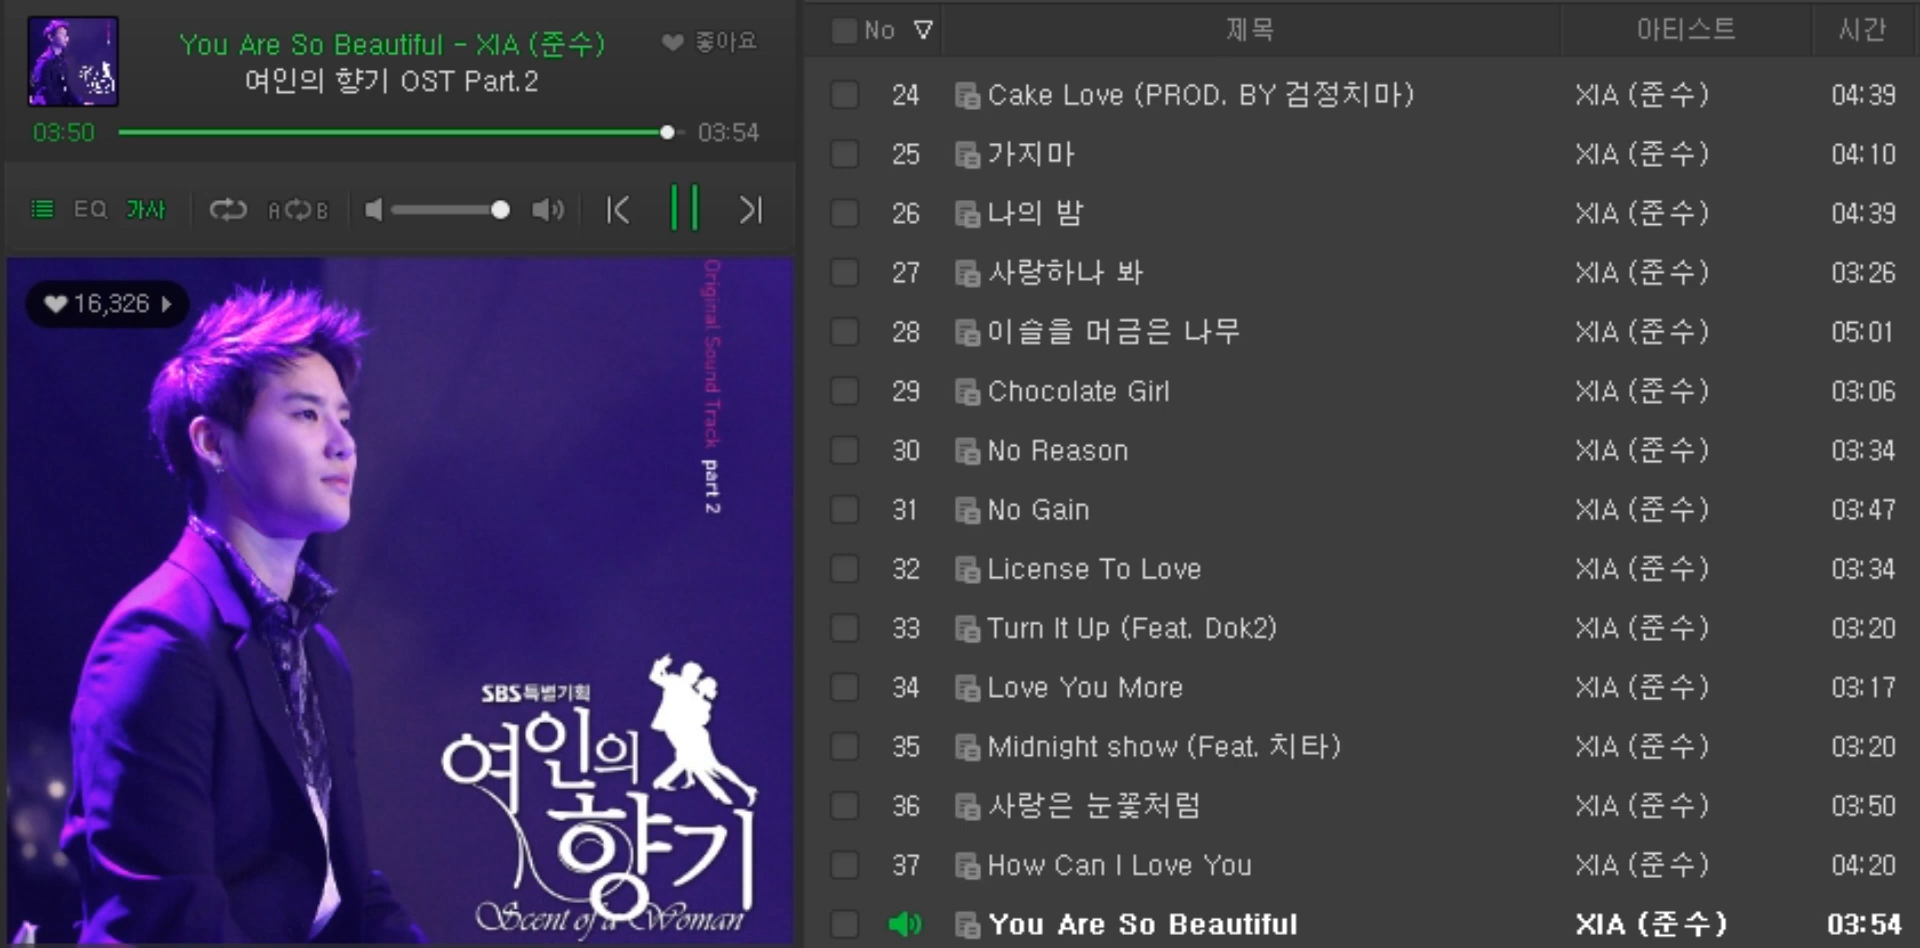 You Are So Beautiful - XIA (준수)
좋아요
여인의 향기 OST Part.2
03:50
03:54
EQ 가사
A B
16,326
Original Sound Track part 2
SBS 특별기획
여인의
향기
Scent of a Woman
No 제목 아티스트 시간
24 Cake Love (PROD. BY 검정치마) XIA (준수) 04:39
25 가지마 XIA (준수) 04:10
26 나의 밤 XIA (준수) 04:39
27 사랑하나 봐 XIA (준수) 03:26
28 이슬을 머금은 나무 XIA (준수) 05:01
29 Chocolate Girl XIA (준수) 03:06
30 No Reason XIA (준수) 03:34
31 No Gain XIA (준수) 03:47
32 License To Love XIA (준수) 03:34
33 Turn It Up (Feat. Dok2) XIA (준수) 03:20
34 Love You More XIA (준수) 03:17
35 Midnight show (Feat. 치타) XIA (준수) 03:20
36 사랑은 눈꽃처럼 XIA (준수) 03:50
37 How Can I Love You XIA (준수) 04:20
You Are So Beautiful XIA (준수) 03:54